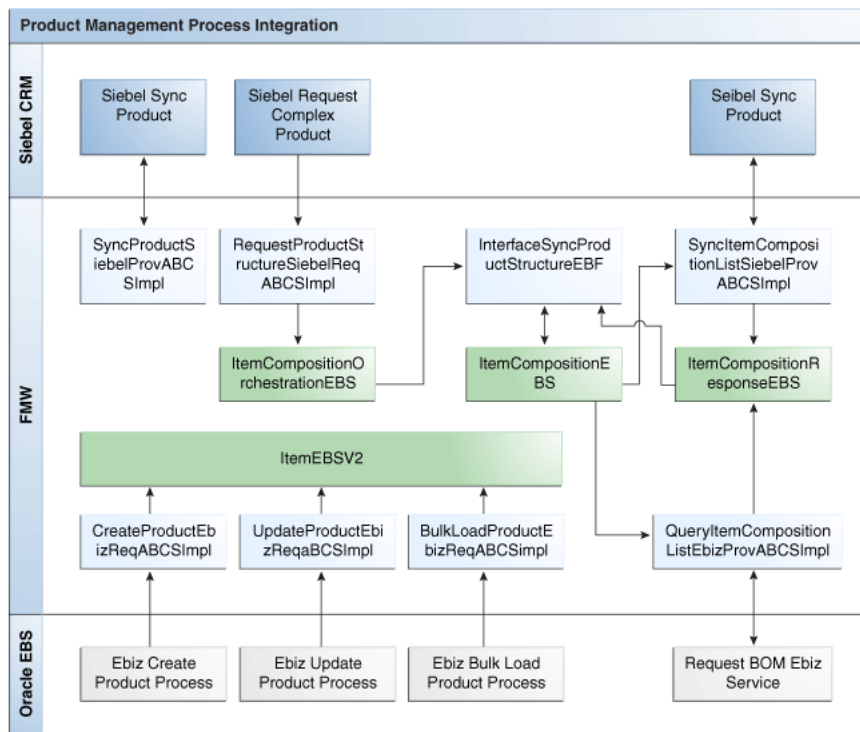 Product Management Process Integration
Siebel CRM
Siebel Sync
Product
Siebel Request
Complex
Product
Seibel Sync
Product
FMW
SyncProductS
iebelProvABC
SImpl
RequestProductSt
ructureSiebelReq
ABCSImpl
InterfaceSyncPro
ductStructureEBF
SyncItemComposi
tionListSiebelProv
ABCSImpl
ItemCompositionO
rchestrationEBS
ItemCompositionE
BS
ItemCompositionR
esponseEBS
ItemEBSV2
CreateProductEb
izReqABCSImpl
UpdateProductEbi
zReqaBCSImpl
BulkLoadProductE
bizReqABCSimpl
QueryItemComposition
ListEbizProvABCSImpl
Oracle EBS
Ebiz Create
Product Process
Ebiz Update
Product Process
Ebiz Bulk Load
Product Process
Request BOM Ebiz
Service